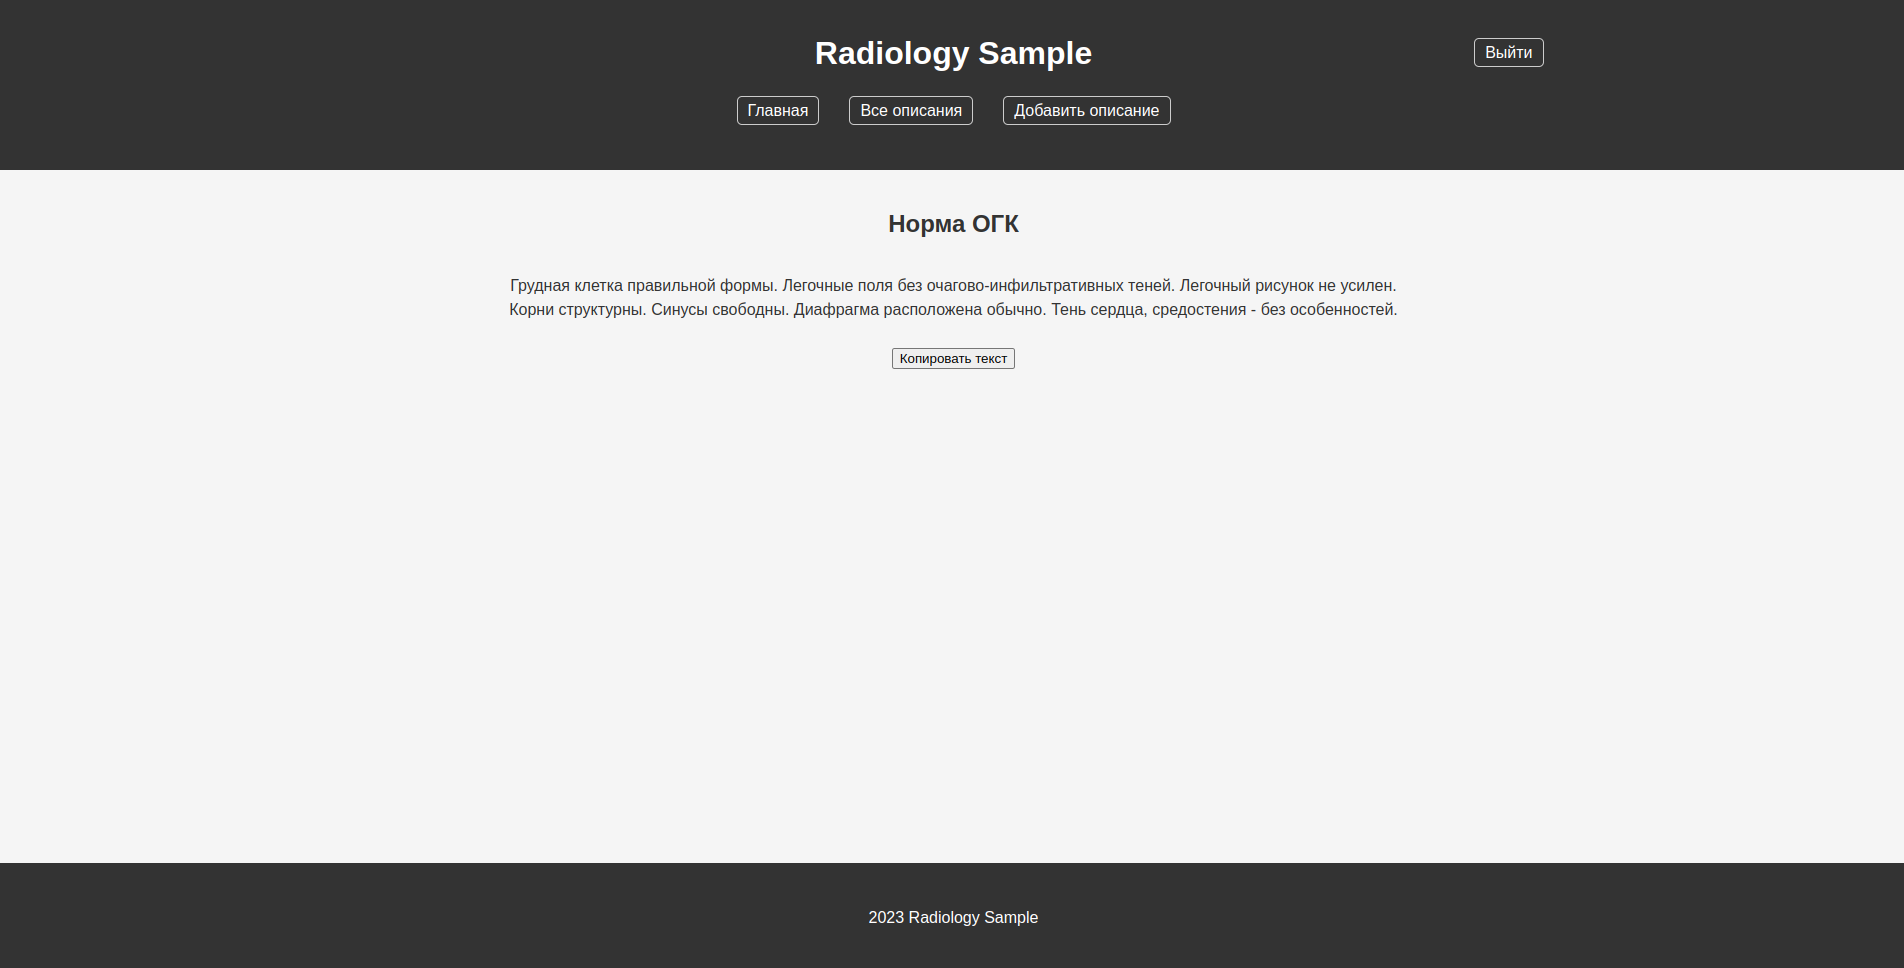 Radiology Sample
Выйти
Главная
Все описания
Добавить описание
Норма ОГК
Грудная клетка правильной формы. Легочные поля без очагово-инфильтративных теней. Легочный рисунок не усилен.
Корни структурны. Синусы свободны. Диафрагма расположена обычно. Тень сердца, средостения - без особенностей.
Копировать текст
2023 Radiology Sample